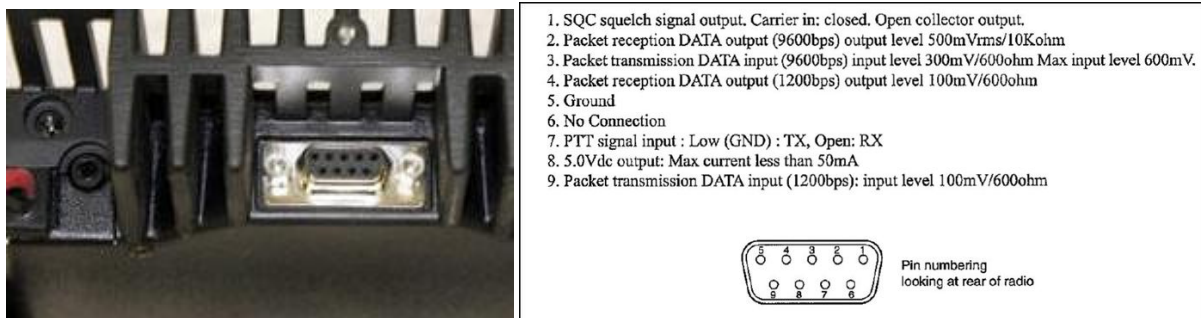 1. SQC squelch signal output. Carrier in: closed. Open collector output.
2. Packet reception DATA output (9600bps) output level 500mVrms/10Kohm
3. Packet transmission DATA input (9600bps) input level 300mV/600ohm Max input level 600mV.
4. Packet reception DATA output (1200bps) output level 100mV/600ohm
5. Ground
6. No Connection
7. PTT signal input : Low (GND) : TX, Open: RX
8. 5.0Vdc output: Max current less than 50mA
9. Packet transmission DATA input (1200bps): input level 100mV/600ohm
5 4 3 2 1
9 8 7 6
Pin numbering
looking at rear of radio